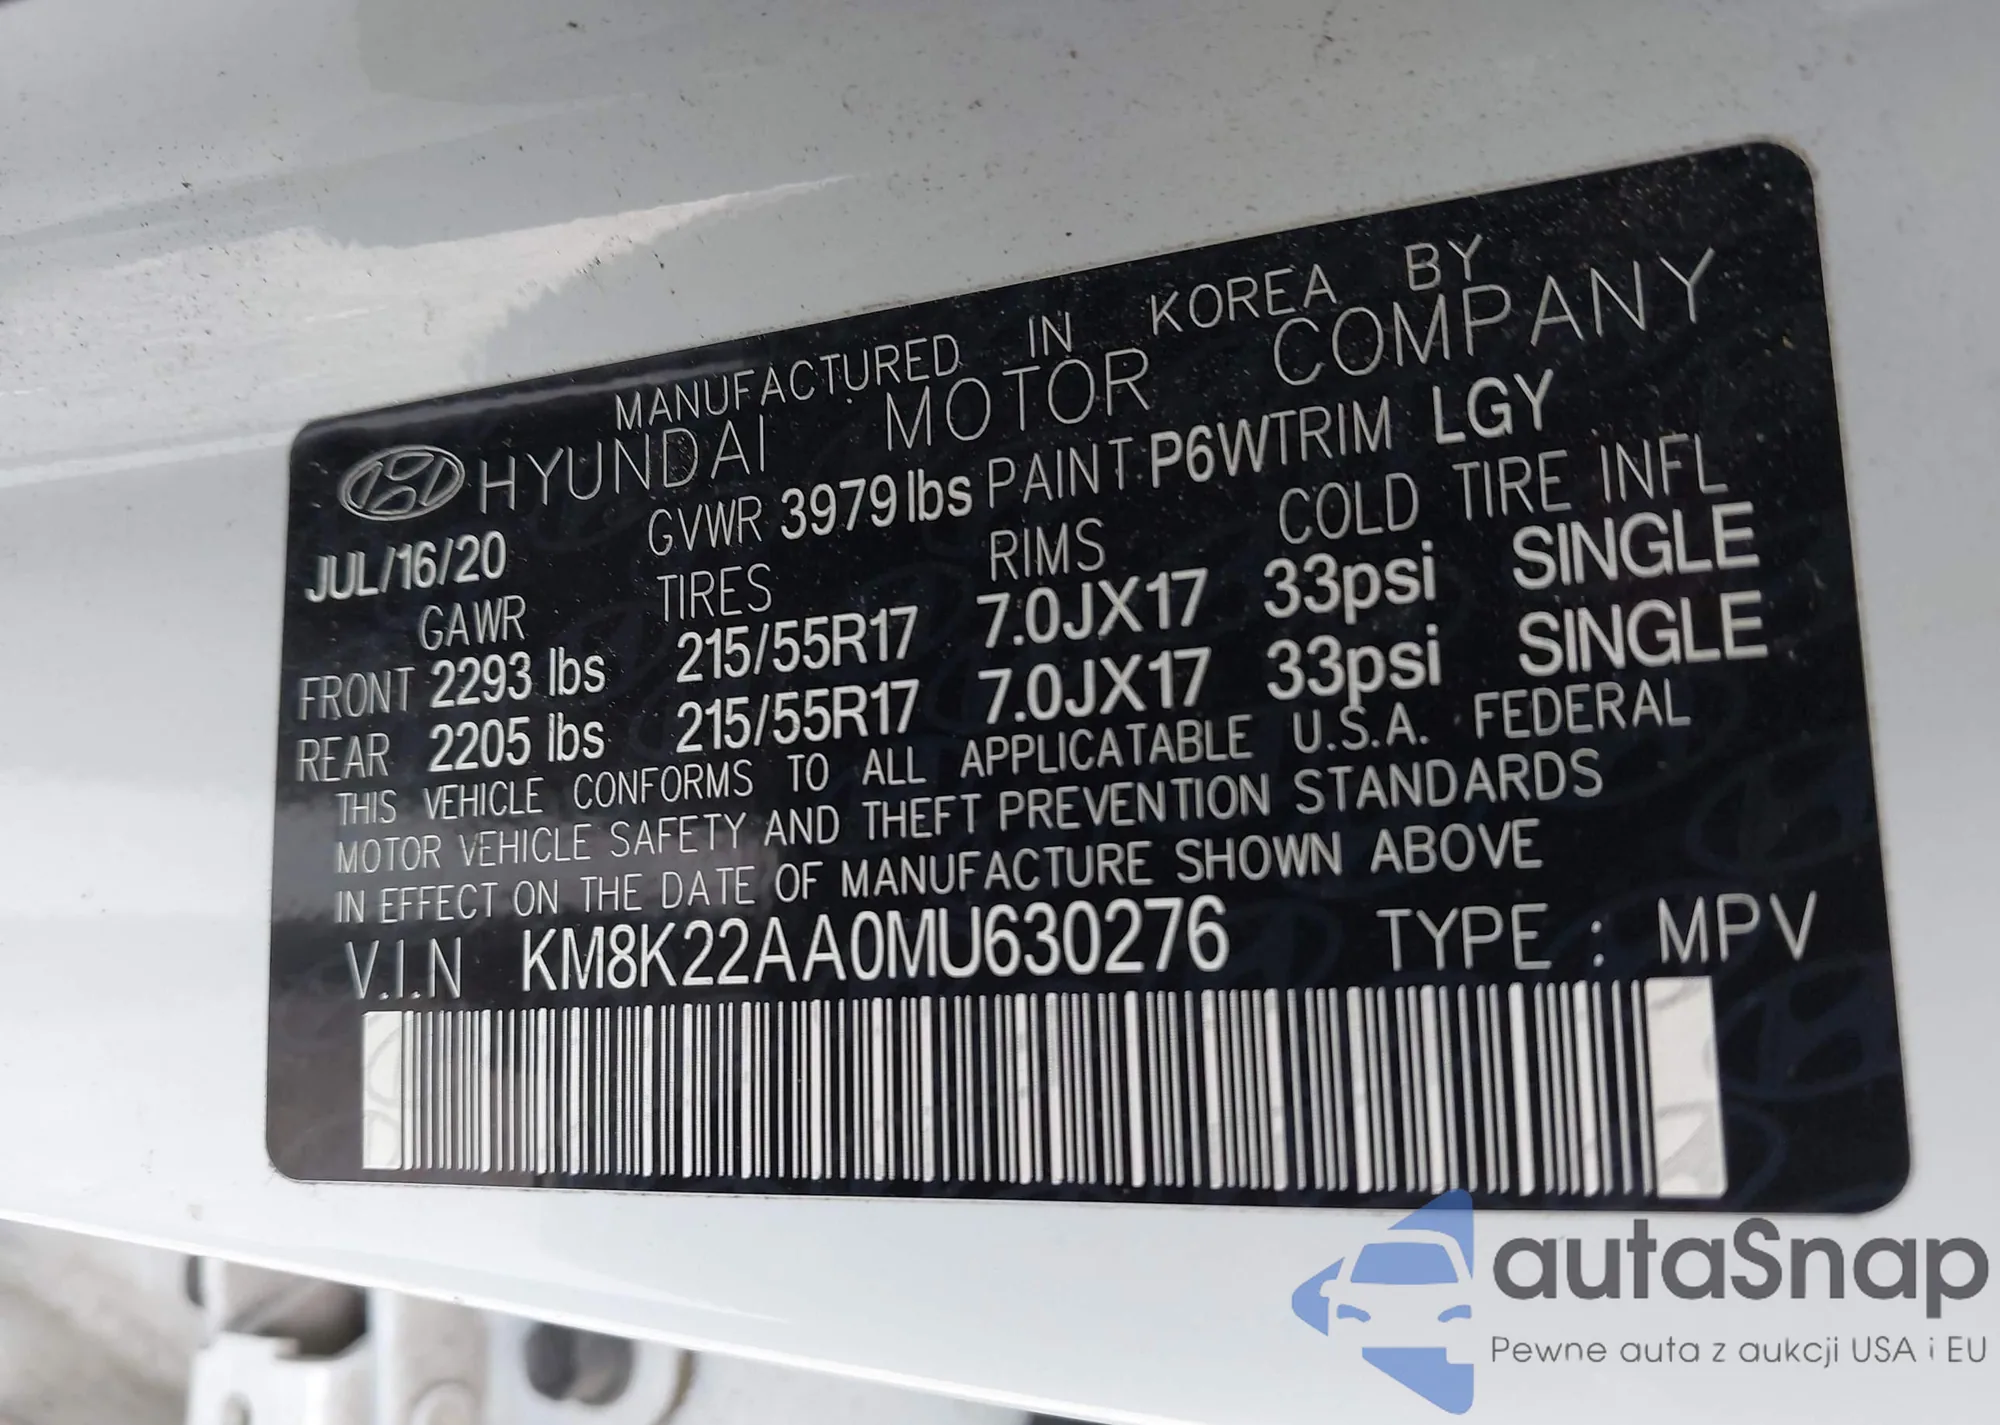 MANUFACTURED IN KOREA BY
HYUNDAI MOTOR COMPANY
JUL/16/20 GVWR 3979lbs PAINT P6W TRIM LGY
GAWR TIRES RIMS COLD TIRE INFL
FRONT 2293 lbs 215/55R17 7.0JX17 33psi SINGLE
REAR 2205 lbs 215/55R17 7.0JX17 33psi SINGLE
THIS VEHICLE CONFORMS TO ALL APPLICATABLE U.S.A. FEDERAL
MOTOR VEHICLE SAFETY AND THEFT PREVENTION STANDARDS
IN EFFECT ON THE DATE OF MANUFACTURE SHOWN ABOVE
V.I.N KM8K22AA0MU630276 TYPE : MPV
autaSnap
Pewne auta z aukcji USA i EU